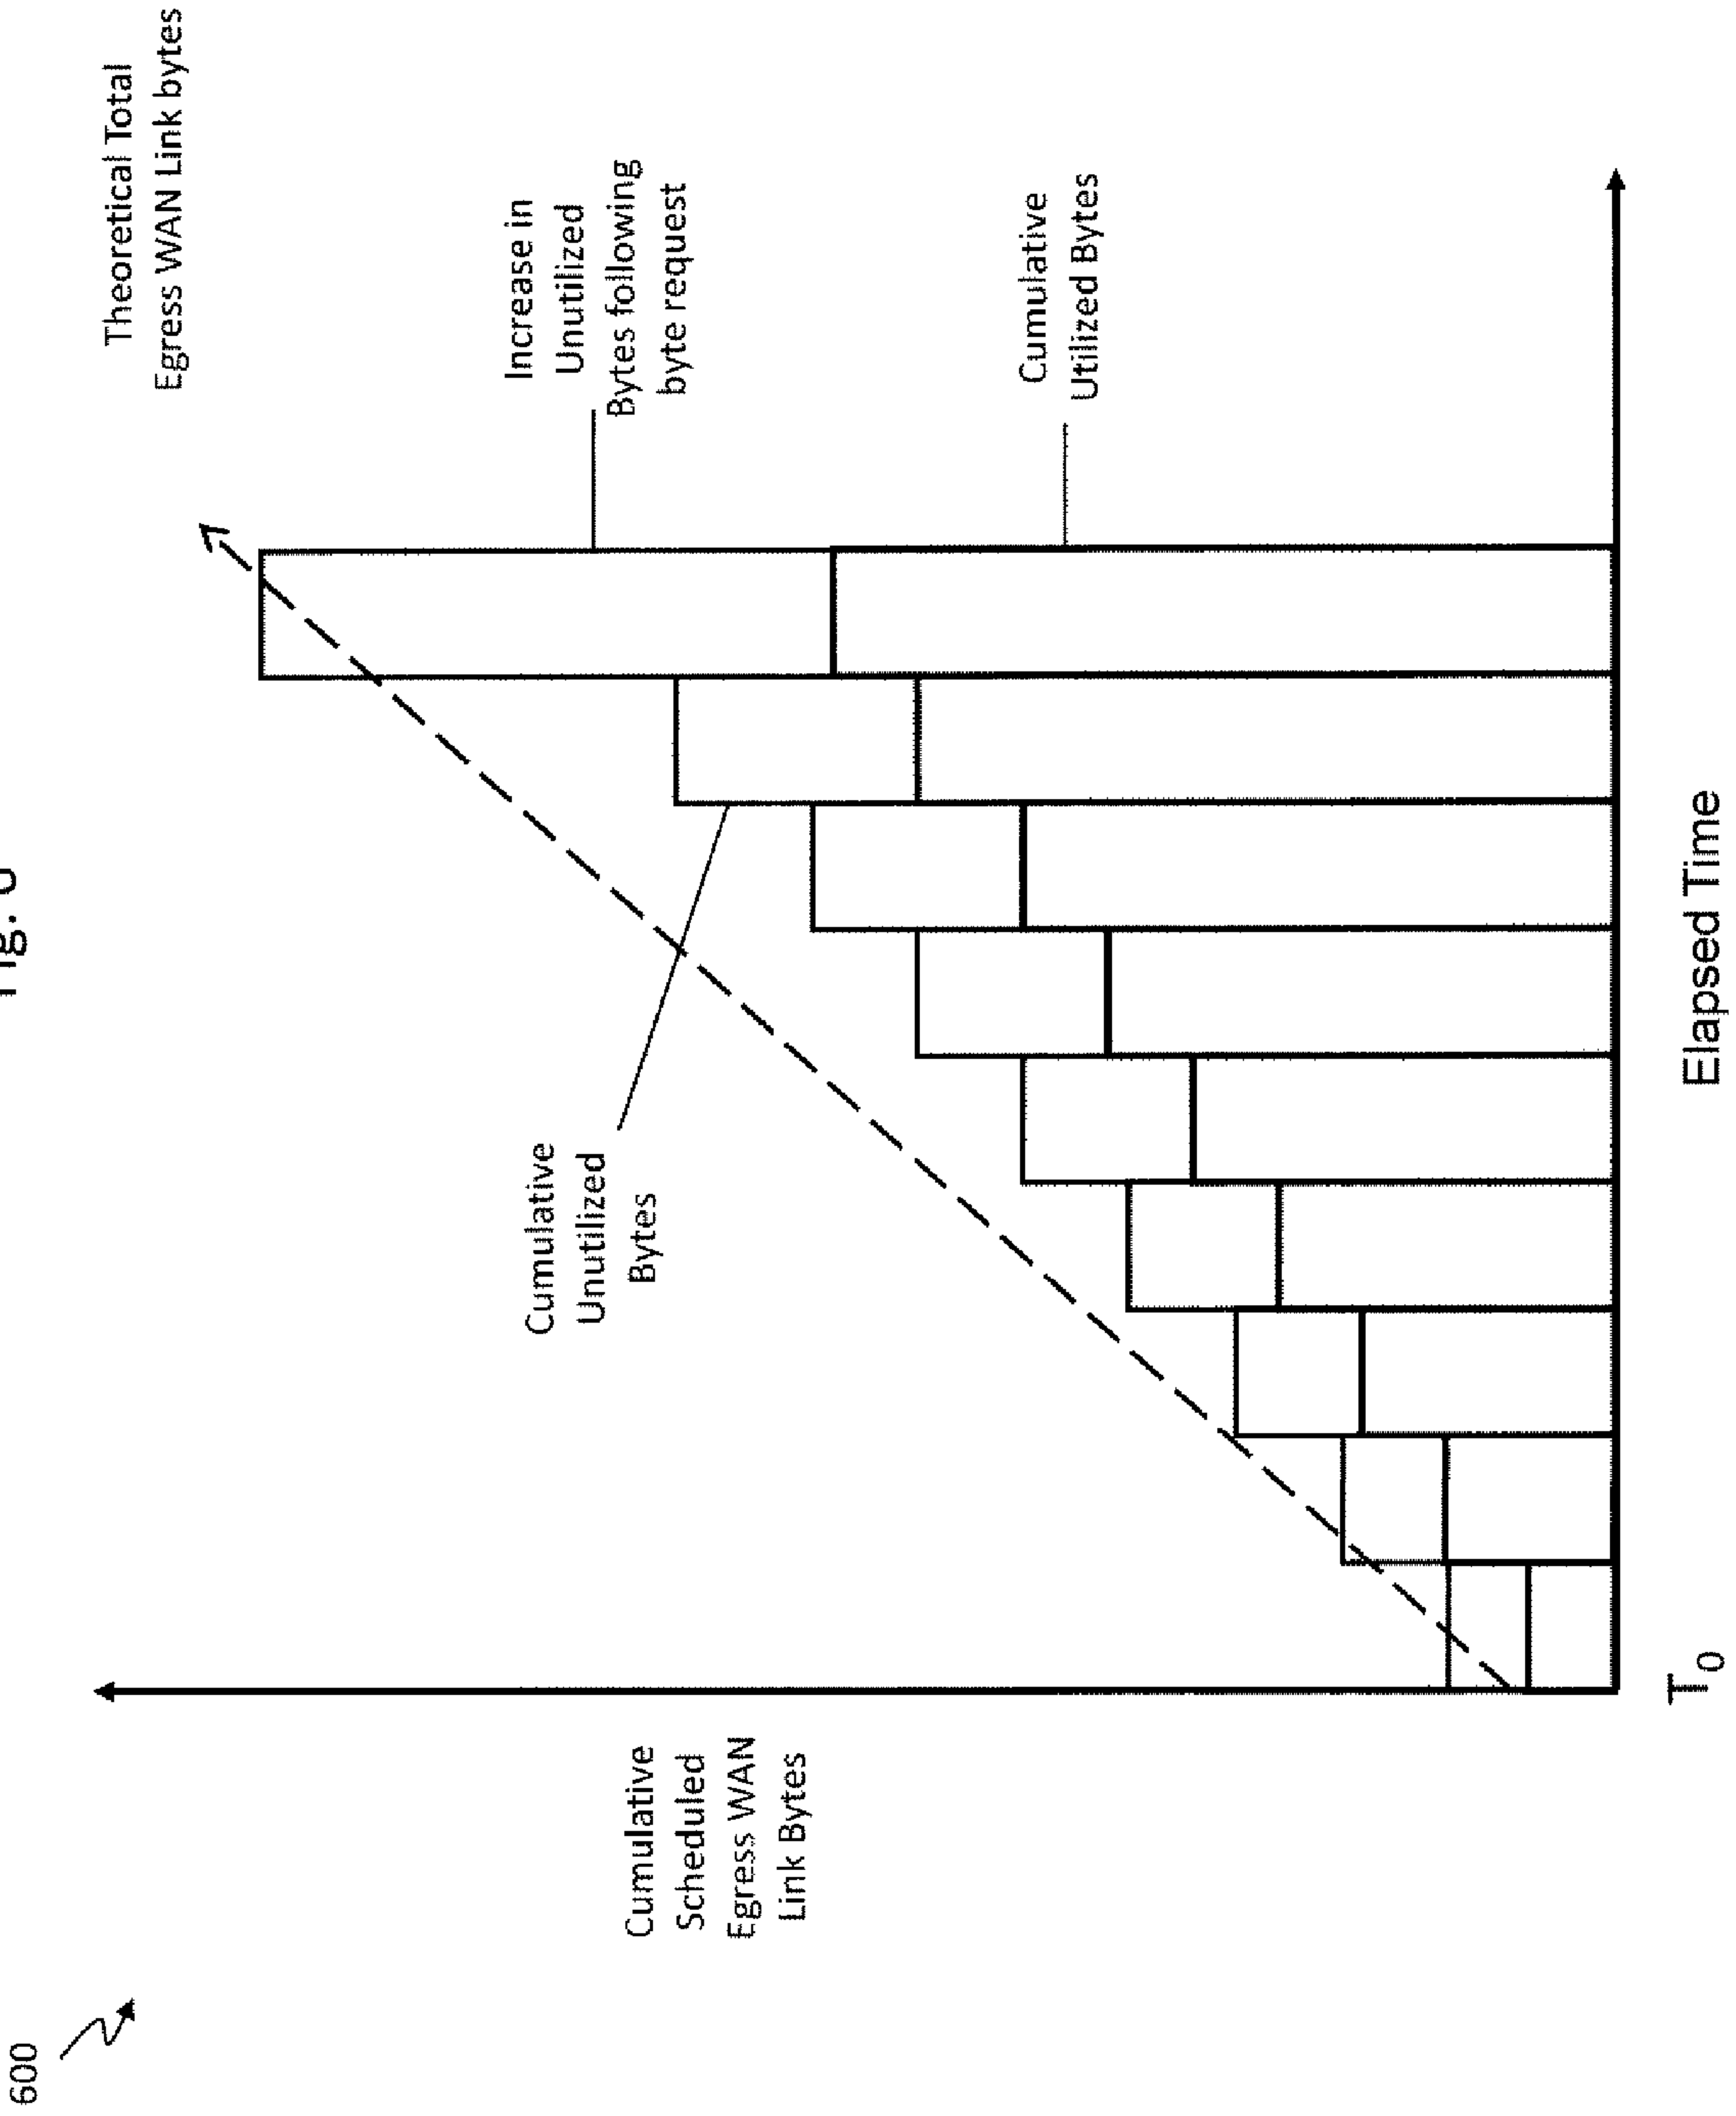 600
Fig.
Theoretical Total
Egress WAN Link bytes
Increase in
Unutilized
Bytes following
byte request
Cumulative
Unutilized
Bytes
Cumulative
Scheduled
Egress WAN
Link Bytes
Cumulative
Utilized Bytes
T0
Elapsed Time